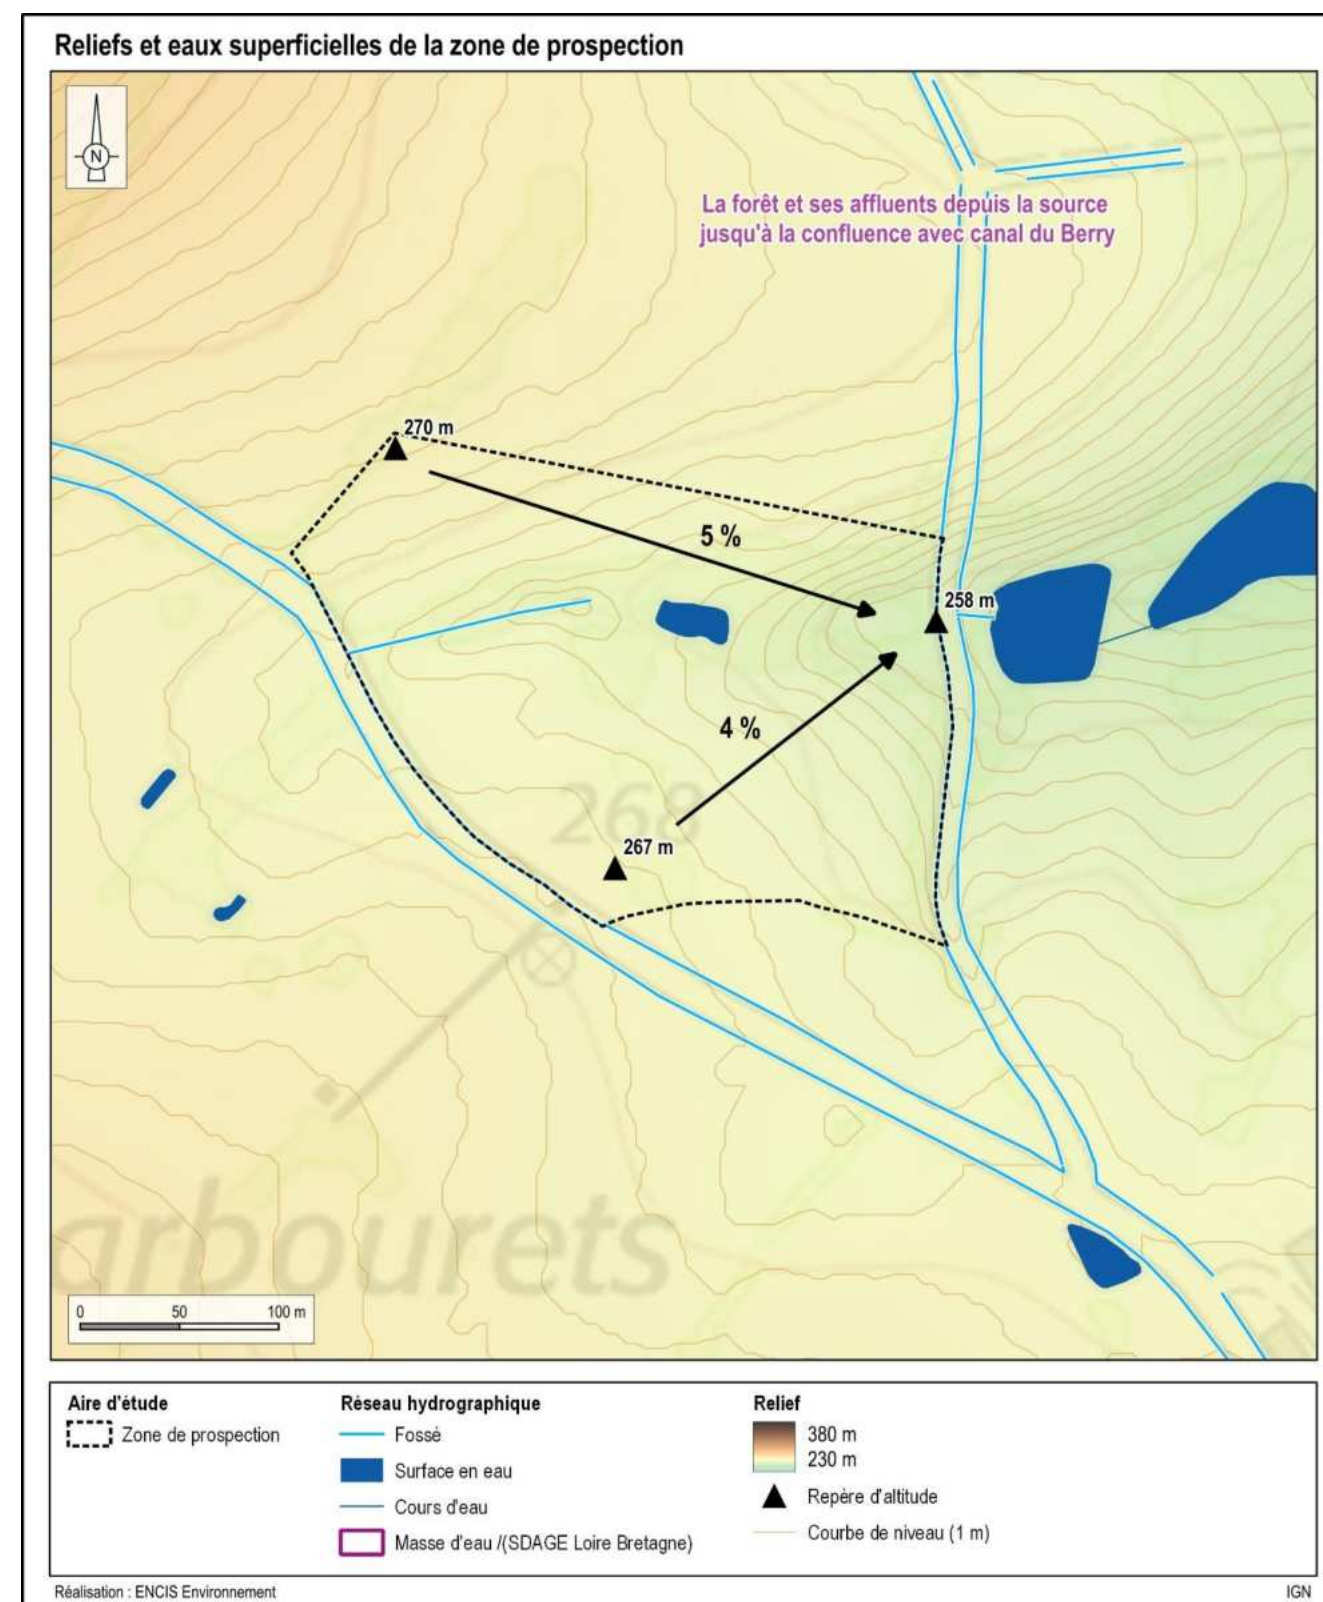 Reliefs et eaux superficielles de la zone de prospection
N
La forêt et ses affluents depuis la source
jusqu'à la confluence avec canal du Berry
270 m
5 %
258 m
4 %
268
267 m
arbourets
0 50 100 m
Aire d'étude
Zone de prospection
Réseau hydrographique
Fossé
Surface en eau
Cours d'eau
Masse d'eau /(SDAGE Loire Bretagne)
Relief
380 m
230 m
Repère d'altitude
Courbe de niveau (1 m)
Réalisation : ENCIS Environnement
IGN